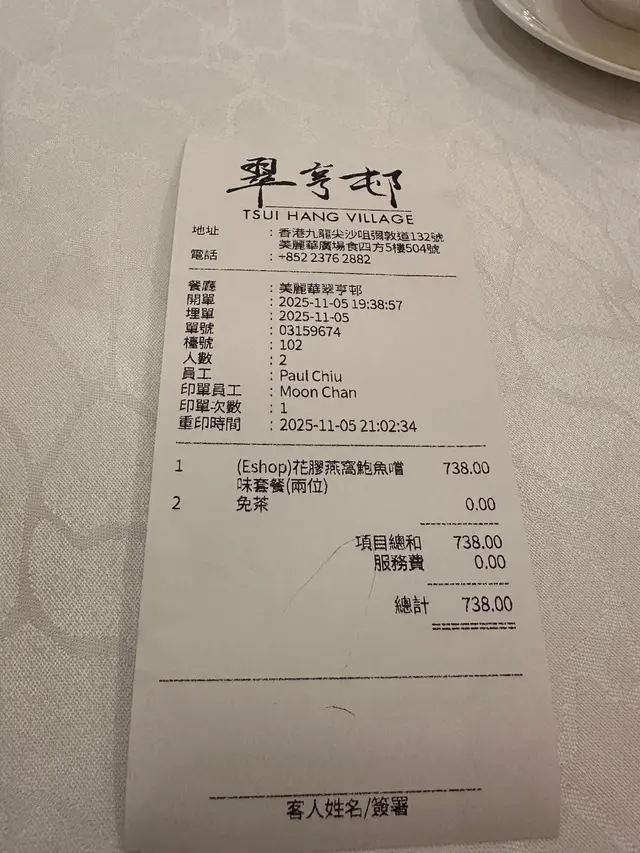 翠亨邨
TSUI HANG VILLAGE
地址 : 香港九龍尖沙咀彌敦道132號
美麗華廣場食四方5樓504號
電話 : +852 2376 2882
餐廳 : 美麗華翠亨邨
開單 : 2025-11-05 19:38:57
埋單 : 2025-11-05
單號 : 03159674
檯號 : 102
人數 : 2
員工 : Paul Chiu
印單員工 : Moon Chan
印單次數 : 1
重印時間 : 2025-11-05 21:02:34
1 (Eshop)花膠燕窩鮑魚嚐 738.00
味套餐(兩位)
2 免茶 0.00
項目總和 738.00
服務費 0.00
總計 738.00
客人姓名/簽署